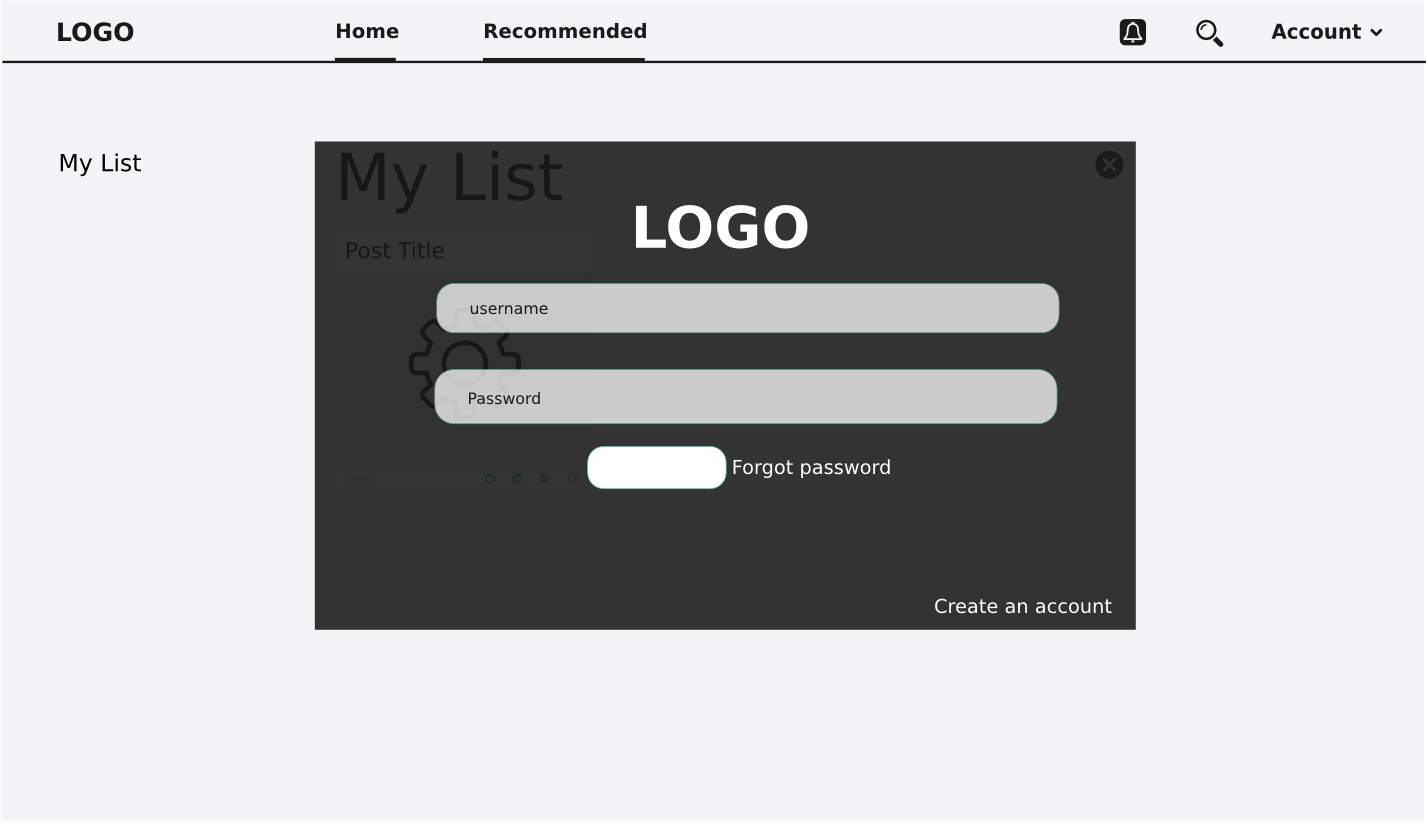 LOGO Home Recommended Account
My List
My List
LOGO
Post Title
username
Password
Forgot password
Create an account